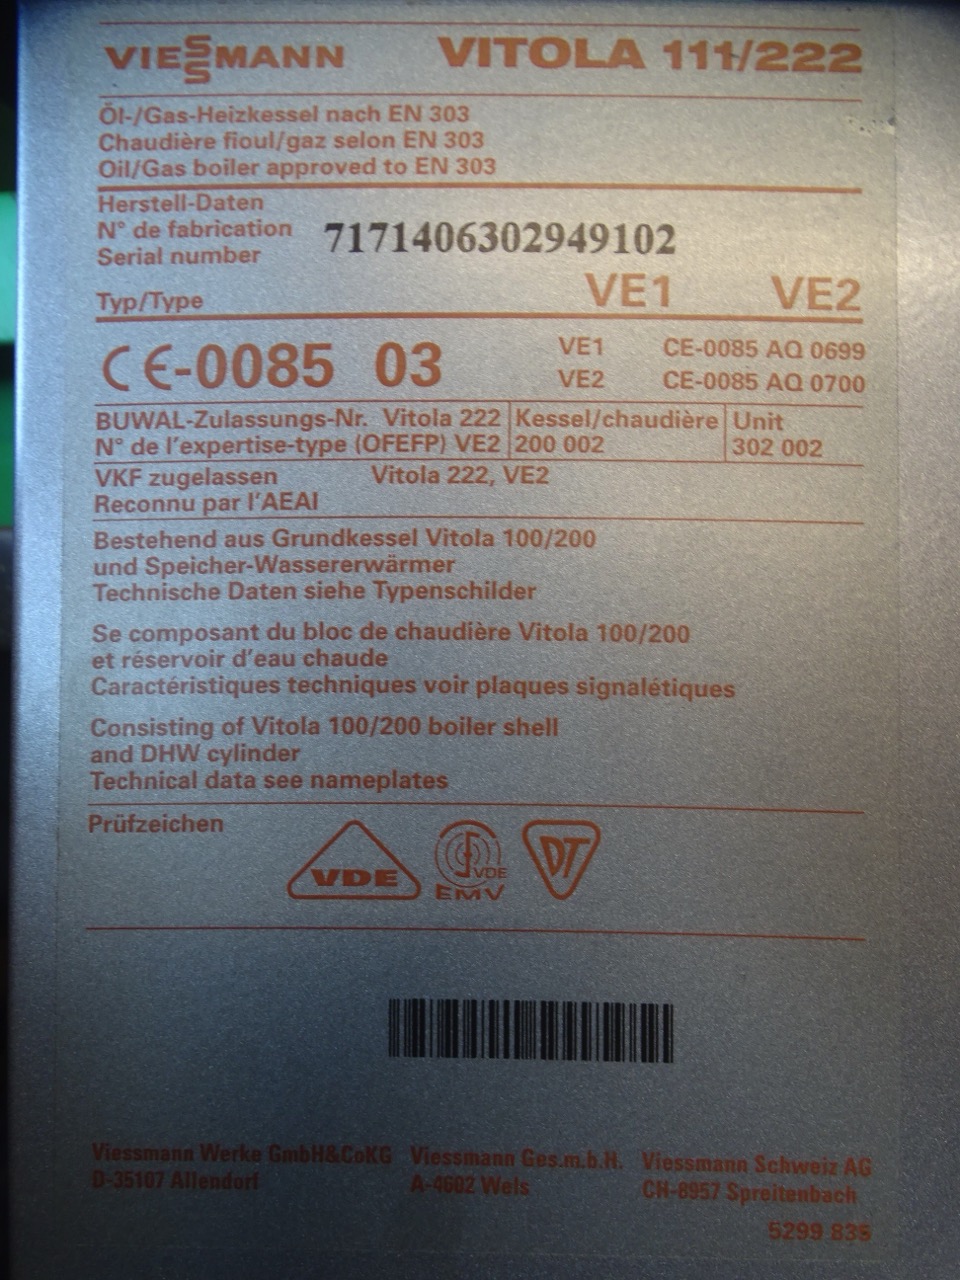 VIESSMANN VITOLA 111/222
Öl-/Gas-Heizkessel nach EN 303
Chaudière fioul/gaz selon EN 303
Oil/Gas boiler approved to EN 303
Herstell-Daten
N° de fabrication 7171406302949102
Serial number
Typ/Type VE1 VE2
CE-0085 03 VE1 CE-0085 AQ 0699
VE2 CE-0085 AQ 0700
BUWAL-Zulassungs-Nr. Vitola 222 Kessel/chaudière Unit
N° de l'expertise-type (OFEFP) VE2 200 002 302 002
VKF zugelassen Vitola 222, VE2
Reconnu par l'AEAI
Bestehend aus Grundkessel Vitola 100/200
und Speicher-Wassererwärmer
Technische Daten siehe Typenschilder
Se composant du bloc de chaudière Vitola 100/200
et réservoir d'eau chaude
Caractéristiques techniques voir plaques signalétiques
Consisting of Vitola 100/200 boiler shell
and DHW cylinder
Technical data see nameplates
Prüfzeichen
VDE VDE EMV DT
Viessmann Werke GmbH&CoKG Viessmann Ges.m.b.H. Viessmann Schweiz AG
D-35107 Allendorf A-4602 Wels CH-8957 Spreitenbach
5299 835